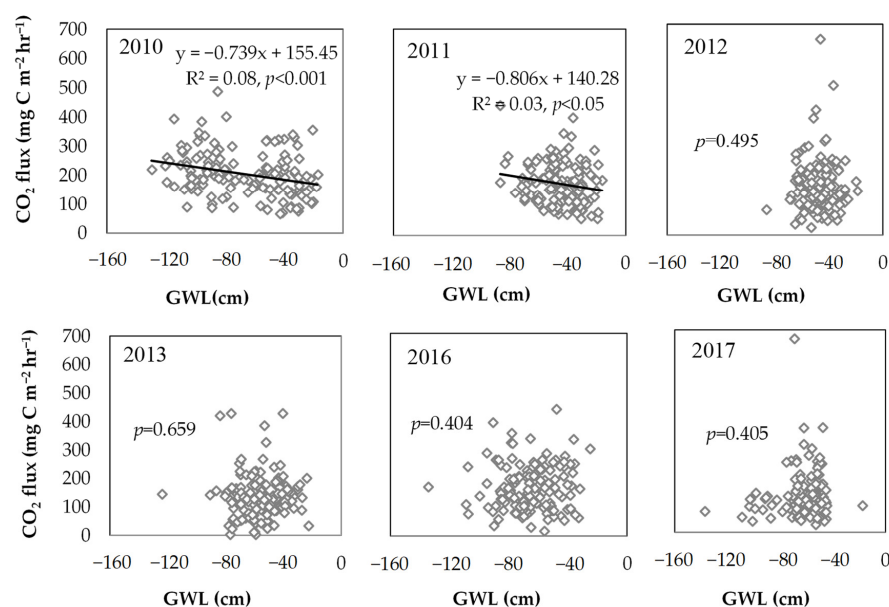 CO₂ flux (mg C m⁻² hr⁻¹)
700
600
500
400
300
200
100
0
2010
y = −0.739x + 155.45
R² = 0.08, p<0.001
−160 −120 −80 −40 0
GWL(cm)
2011
y = −0.806x + 140.28
R² = 0.03, p<0.05
−160 −120 −80 −40 0
GWL (cm)
2012
p=0.495
−160 −120 −80 −40 0
GWL (cm)
CO₂ flux (mg C m⁻² hr⁻¹)
700
600
500
400
300
200
100
0
2013
p=0.659
−160 −120 −80 −40 0
GWL (cm)
2016
p=0.404
−160 −120 −80 −40 0
GWL (cm)
2017
p=0.405
−160 −120 −80 −40 0
GWL (cm)